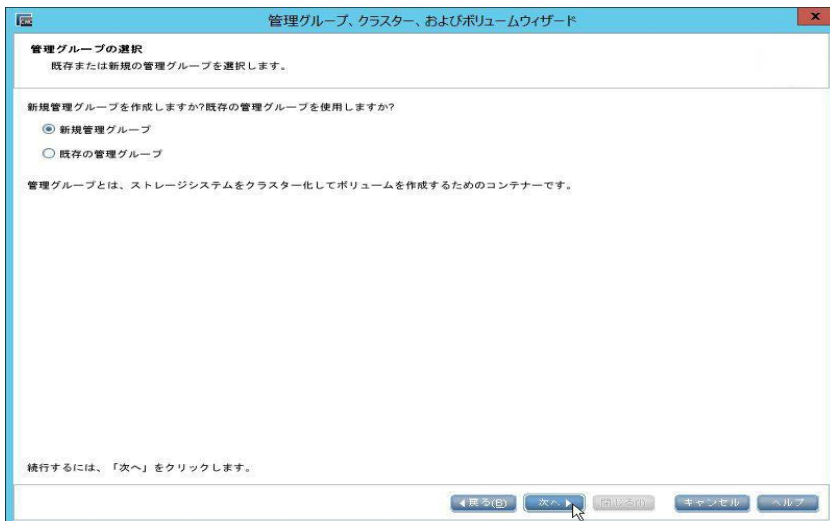 管理グループ、クラスター、およびボリュームウィザード
管理グループの選択
既存または新規の管理グループを選択します。
新規管理グループを作成しますか?既存の管理グループを使用しますか?
新規管理グループ
既存の管理グループ
管理グループとは、ストレージシステムをクラスター化してボリュームを作成するためのコンテナーです。
続行するには、「次へ」をクリックします。
戻る(B) 次へ キャンセル ヘルプ